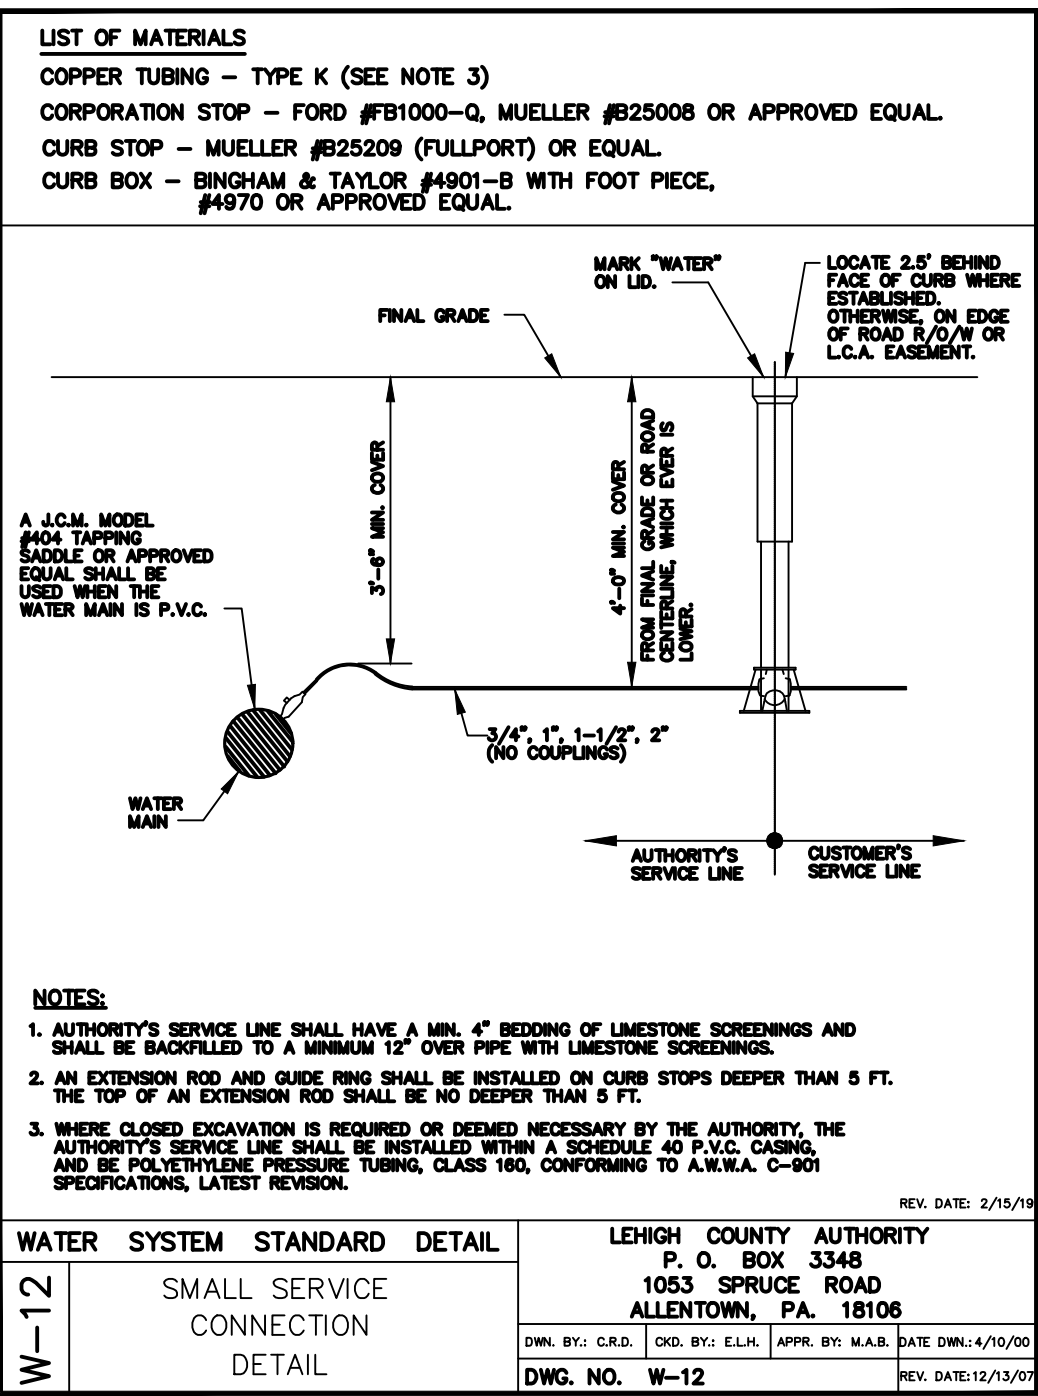 LIST OF MATERIALS
COPPER TUBING – TYPE K (SEE NOTE 3)
CORPORATION STOP – FORD #FB1000-Q, MUELLER #B25008 OR APPROVED EQUAL.
CURB STOP – MUELLER #B25209 (FULLPORT) OR EQUAL.
CURB BOX – BINGHAM & TAYLOR #4901-B WITH FOOT PIECE,
#4970 OR APPROVED EQUAL.
MARK "WATER"
ON LID.
LOCATE 2.5' BEHIND
FACE OF CURB WHERE
ESTABLISHED.
OTHERWISE, ON EDGE
OF ROAD R/O/W OR
L.C.A. EASEMENT.
FINAL GRADE
3'-6" MIN. COVER
4'-0" MIN. COVER
FROM FINAL GRADE OR ROAD
CENTERLINE, WHICH EVER IS
LOWER.
A J.C.M. MODEL
#404 TAPPING
SADDLE OR APPROVED
EQUAL SHALL BE
USED WHEN THE
WATER MAIN IS P.V.C.
3/4", 1", 1-1/2", 2"
(NO COUPLINGS)
WATER
MAIN
AUTHORITY'S
SERVICE LINE
CUSTOMER'S
SERVICE LINE
NOTES:
1. AUTHORITY'S SERVICE LINE SHALL HAVE A MIN. 4" BEDDING OF LIMESTONE SCREENINGS AND
SHALL BE BACKFILLED TO A MINIMUM 12" OVER PIPE WITH LIMESTONE SCREENINGS.
2. AN EXTENSION ROD AND GUIDE RING SHALL BE INSTALLED ON CURB STOPS DEEPER THAN 5 FT.
THE TOP OF AN EXTENSION ROD SHALL BE NO DEEPER THAN 5 FT.
3. WHERE CLOSED EXCAVATION IS REQUIRED OR DEEMED NECESSARY BY THE AUTHORITY, THE
AUTHORITY'S SERVICE LINE SHALL BE INSTALLED WITHIN A SCHEDULE 40 P.V.C. CASING,
AND BE POLYETHYLENE PRESSURE TUBING, CLASS 160, CONFORMING TO A.W.W.A. C-901
SPECIFICATIONS, LATEST REVISION.
REV. DATE: 2/15/19
WATER SYSTEM STANDARD DETAIL
W-12
SMALL SERVICE
CONNECTION
DETAIL
LEHIGH COUNTY AUTHORITY
P. O. BOX 3348
1053 SPRUCE ROAD
ALLENTOWN, PA. 18106
DWN. BY.: C.R.D. CKD. BY.: E.L.H. APPR. BY: M.A.B. DATE DWN.: 4/10/00
DWG. NO. W-12 REV. DATE: 12/13/07